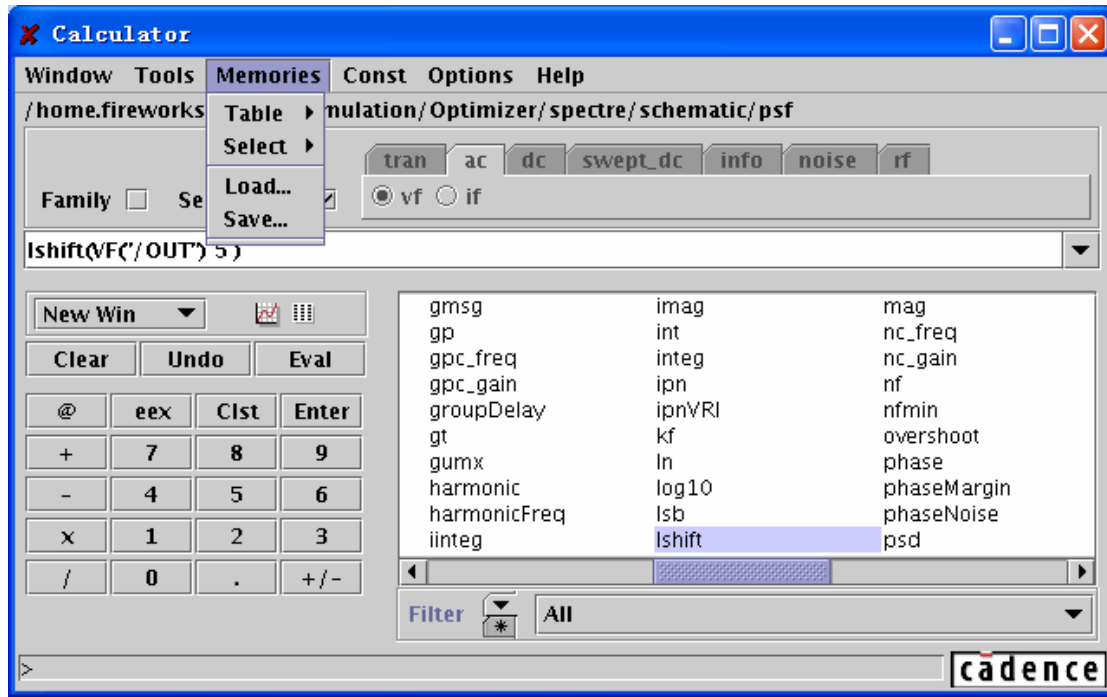 Calculator
Window Tools Memories Const Options Help
/home.fireworks mulation/Optimizer/spectre/schematic/psf
Table
Select
Load...
Save...
tran ac dc swept_dc info noise rf
Family Se
vf if
lshift(VF("/OUT") 5 )
New Win
Clear Undo Eval
@ eex Clst Enter
+ 7 8 9
- 4 5 6
x 1 2 3
/ 0 . +/-
gmsg imag mag
gp int nc_freq
gpc_freq integ nc_gain
gpc_gain ipn nf
groupDelay ipnVRI nfmin
gt kf overshoot
gumx ln phase
harmonic log10 phaseMargin
harmonicFreq lsb phaseNoise
iinteg lshift psd
Filter All
>
cādence